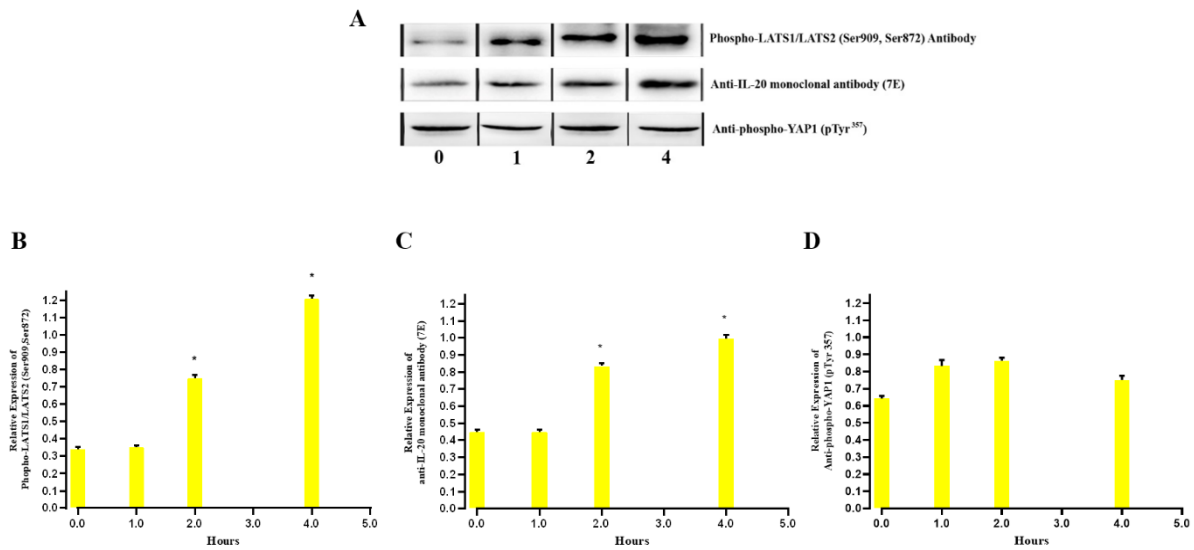 A
Phospho-LATS1/LATS2 (Ser909, Ser872) Antibody
Anti-IL-20 monoclonal antibody (7E)
Anti-phospho-YAP1 (pTyr³⁵⁷)
0 1 2 4
B
Relative Expression of
Phopho-LATS1/LATS2 (Ser909,Ser872)
1.2
1.1
1.0
0.9
0.8
0.7
0.6
0.5
0.4
0.3
0.2
0.1
0.0
* *
0.0 1.0 2.0 3.0 4.0 5.0
Hours
C
Relative Expression of
anti-IL-20 monoclonal antibody (7E)
1.2
1.1
1.0
0.9
0.8
0.7
0.6
0.5
0.4
0.3
0.2
0.1
0.0
* *
0.0 1.0 2.0 3.0 4.0 5.0
Hours
D
Relative Expression of
Anti-phospho-YAP1 (pTyr 357)
1.2
1.1
1.0
0.9
0.8
0.7
0.6
0.5
0.4
0.3
0.2
0.1
0.0
0.0 1.0 2.0 3.0 4.0 5.0
Hours